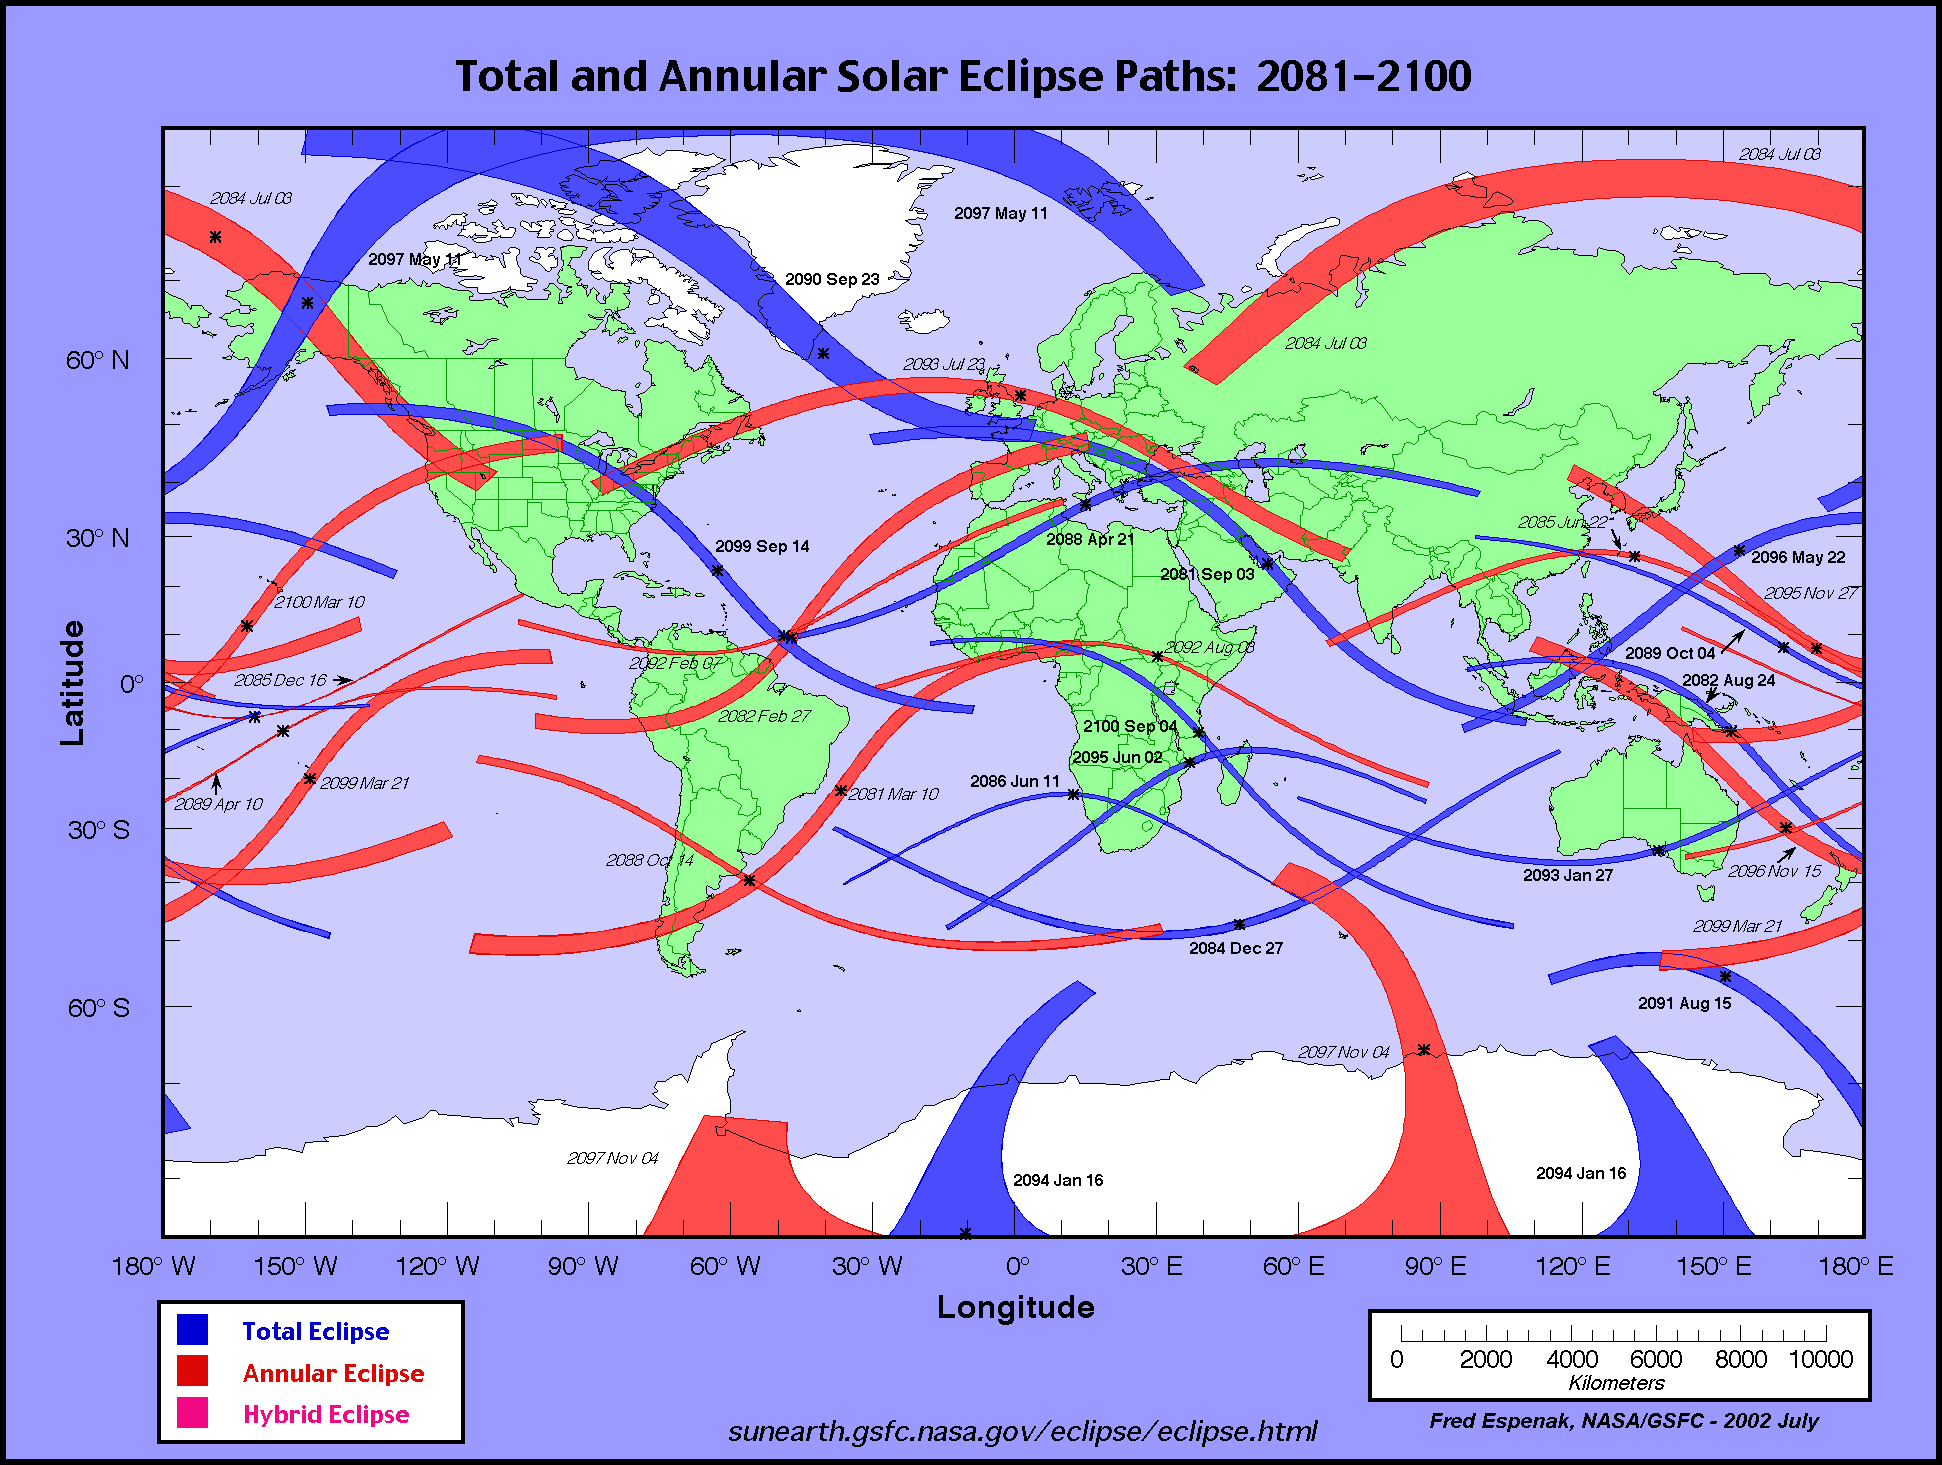 Total and Annular Solar Eclipse Paths: 2081–2100
2084 Jul 03
2084 Jul 03
2097 May 11
2097 May 11
2090 Sep 23
2084 Jul 03
2093 Jul 23
60° N
30° N
0°
30° S
60° S
Latitude
2085 Jun 22
2099 Sep 14
2088 Apr 21
2081 Sep 03
2096 May 22
2095 Nov 27
2100 Mar 10
2092 Feb 07
2092 Aug 03
2089 Oct 04
2085 Dec 16
2082 Aug 24
2082 Feb 27
2100 Sep 04
2095 Jun 02
2099 Mar 21
2086 Jun 11
2089 Apr 10
2081 Mar 10
2088 Oct 14
2093 Jan 27
2096 Nov 15
2099 Mar 21
2084 Dec 27
2091 Aug 15
2097 Nov 04
2097 Nov 04
2094 Jan 16
2094 Jan 16
180° W 150° W 120° W 90° W 60° W 30° W 0° 30° E 60° E 90° E 120° E 150° E 180° E
Longitude
Total Eclipse
Annular Eclipse
Hybrid Eclipse
0 2000 4000 6000 8000 10000
Kilometers
Fred Espenak, NASA/GSFC - 2002 July
sunearth.gsfc.nasa.gov/eclipse/eclipse.html